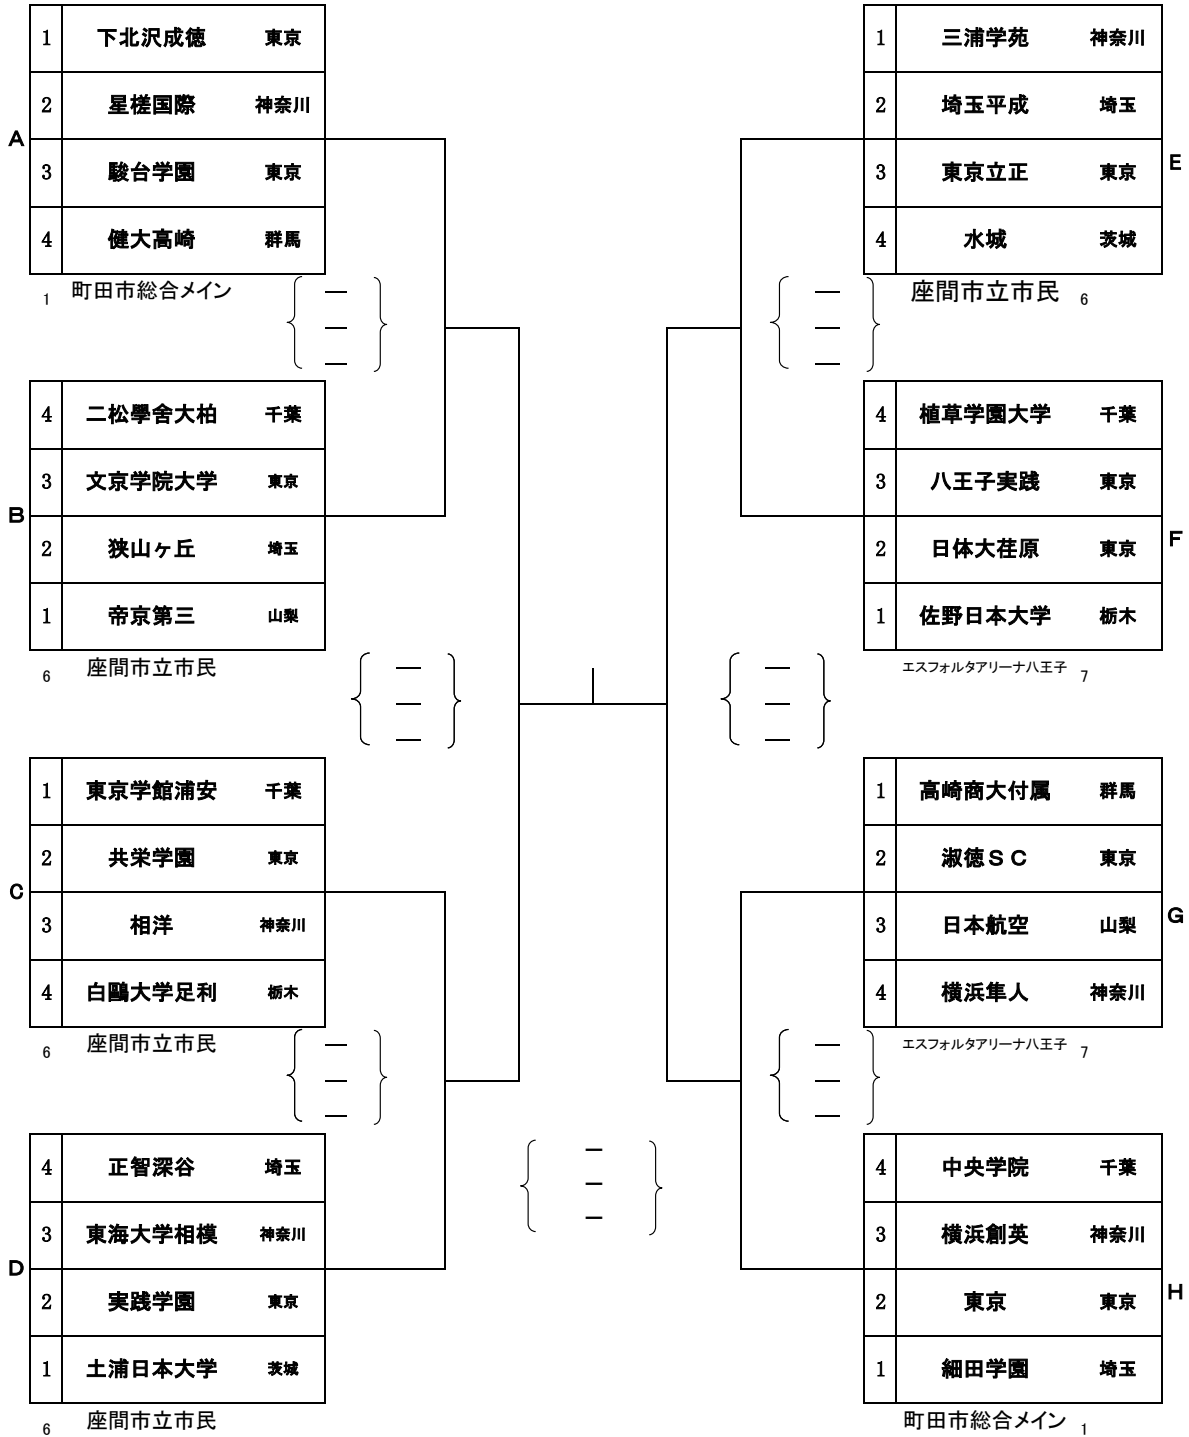 A
1 下北沢成徳 東京
2 星槎国際 神奈川
3 駿台学園 東京
4 健大高崎 群馬
1 町田市総合メイン
B
4 二松學舍大柏 千葉
3 文京学院大学 東京
2 狭山ヶ丘 埼玉
1 帝京第三 山梨
6 座間市立市民
C
1 東京学館浦安 千葉
2 共栄学園 東京
3 相洋 神奈川
4 白鷗大学足利 栃木
6 座間市立市民
D
4 正智深谷 埼玉
3 東海大学相模 神奈川
2 実践学園 東京
1 土浦日本大学 茨城
6 座間市立市民
E
1 三浦学苑 神奈川
2 埼玉平成 埼玉
3 東京立正 東京
4 水城 茨城
座間市立市民 6
F
4 植草学園大学 千葉
3 八王子実践 東京
2 日体大荏原 東京
1 佐野日本大学 栃木
エスフォルタアリーナ八王子 7
G
1 高崎商大付属 群馬
2 淑徳ＳＣ 東京
3 日本航空 山梨
4 横浜隼人 神奈川
エスフォルタアリーナ八王子 7
H
4 中央学院 千葉
3 横浜創英 神奈川
2 東京 東京
1 細田学園 埼玉
町田市総合メイン 1